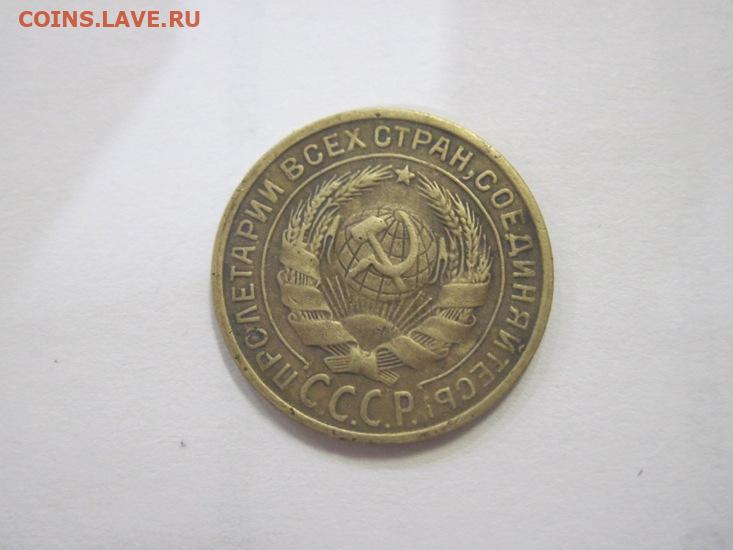 COINS.LAVE.RU
ПРОЛЕТАРИИ ВСЕХ СТРАН, СОЕДИНЯЙТЕСЬ!
С.С.С.Р.